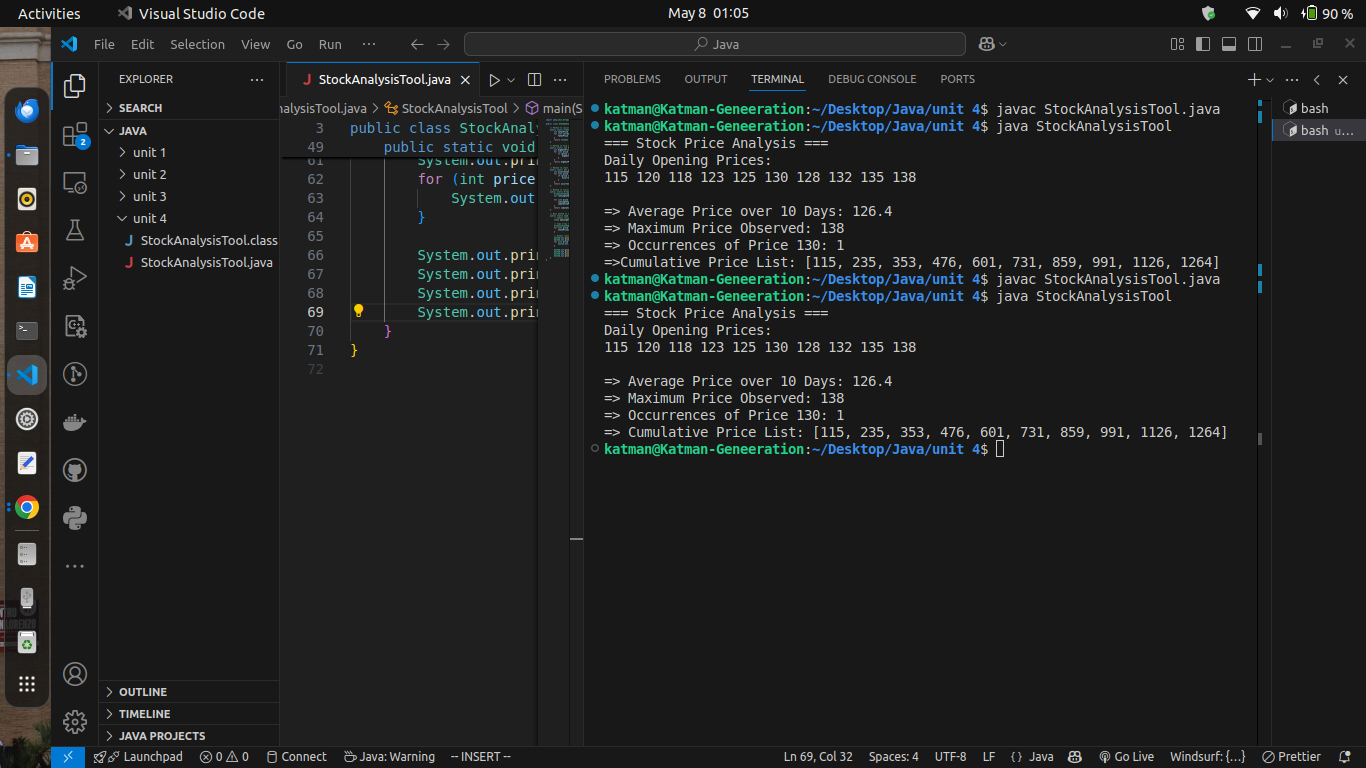 Activities Visual Studio Code May 8 01:05 90 %
File Edit Selection View Go Run ··· Java
EXPLORER ···
SEARCH
JAVA
unit 1
unit 2
unit 3
unit 4
StockAnalysisTool.class
StockAnalysisTool.java
OUTLINE
TIMELINE
JAVA PROJECTS
2
StockAnalysisTool.java
nalysisTool.java > StockAnalysisTool > main(S
3 public class StockAnaly
49 public static void
61 System.out.prin
62 for (int price
63 System.out
64 }
65
66 System.out.prin
67 System.out.prin
68 System.out.prin
69 System.out.prin
70 }
71 }
72
PROBLEMS OUTPUT TERMINAL DEBUG CONSOLE PORTS
katman@Katman-Geneeration:~/Desktop/Java/unit 4$ javac StockAnalysisTool.java
katman@Katman-Geneeration:~/Desktop/Java/unit 4$ java StockAnalysisTool
=== Stock Price Analysis ===
Daily Opening Prices:
115 120 118 123 125 130 128 132 135 138
=> Average Price over 10 Days: 126.4
=> Maximum Price Observed: 138
=> Occurrences of Price 130: 1
=>Cumulative Price List: [115, 235, 353, 476, 601, 731, 859, 991, 1126, 1264]
katman@Katman-Geneeration:~/Desktop/Java/unit 4$ javac StockAnalysisTool.java
katman@Katman-Geneeration:~/Desktop/Java/unit 4$ java StockAnalysisTool
=== Stock Price Analysis ===
Daily Opening Prices:
115 120 118 123 125 130 128 132 135 138
=> Average Price over 10 Days: 126.4
=> Maximum Price Observed: 138
=> Occurrences of Price 130: 1
=> Cumulative Price List: [115, 235, 353, 476, 601, 731, 859, 991, 1126, 1264]
katman@Katman-Geneeration:~/Desktop/Java/unit 4$
bash
bash u...
Launchpad 0 0 Connect Java: Warning -- INSERT -- Ln 69, Col 32 Spaces: 4 UTF-8 LF {} Java Go Live Windsurf: {...} Prettier